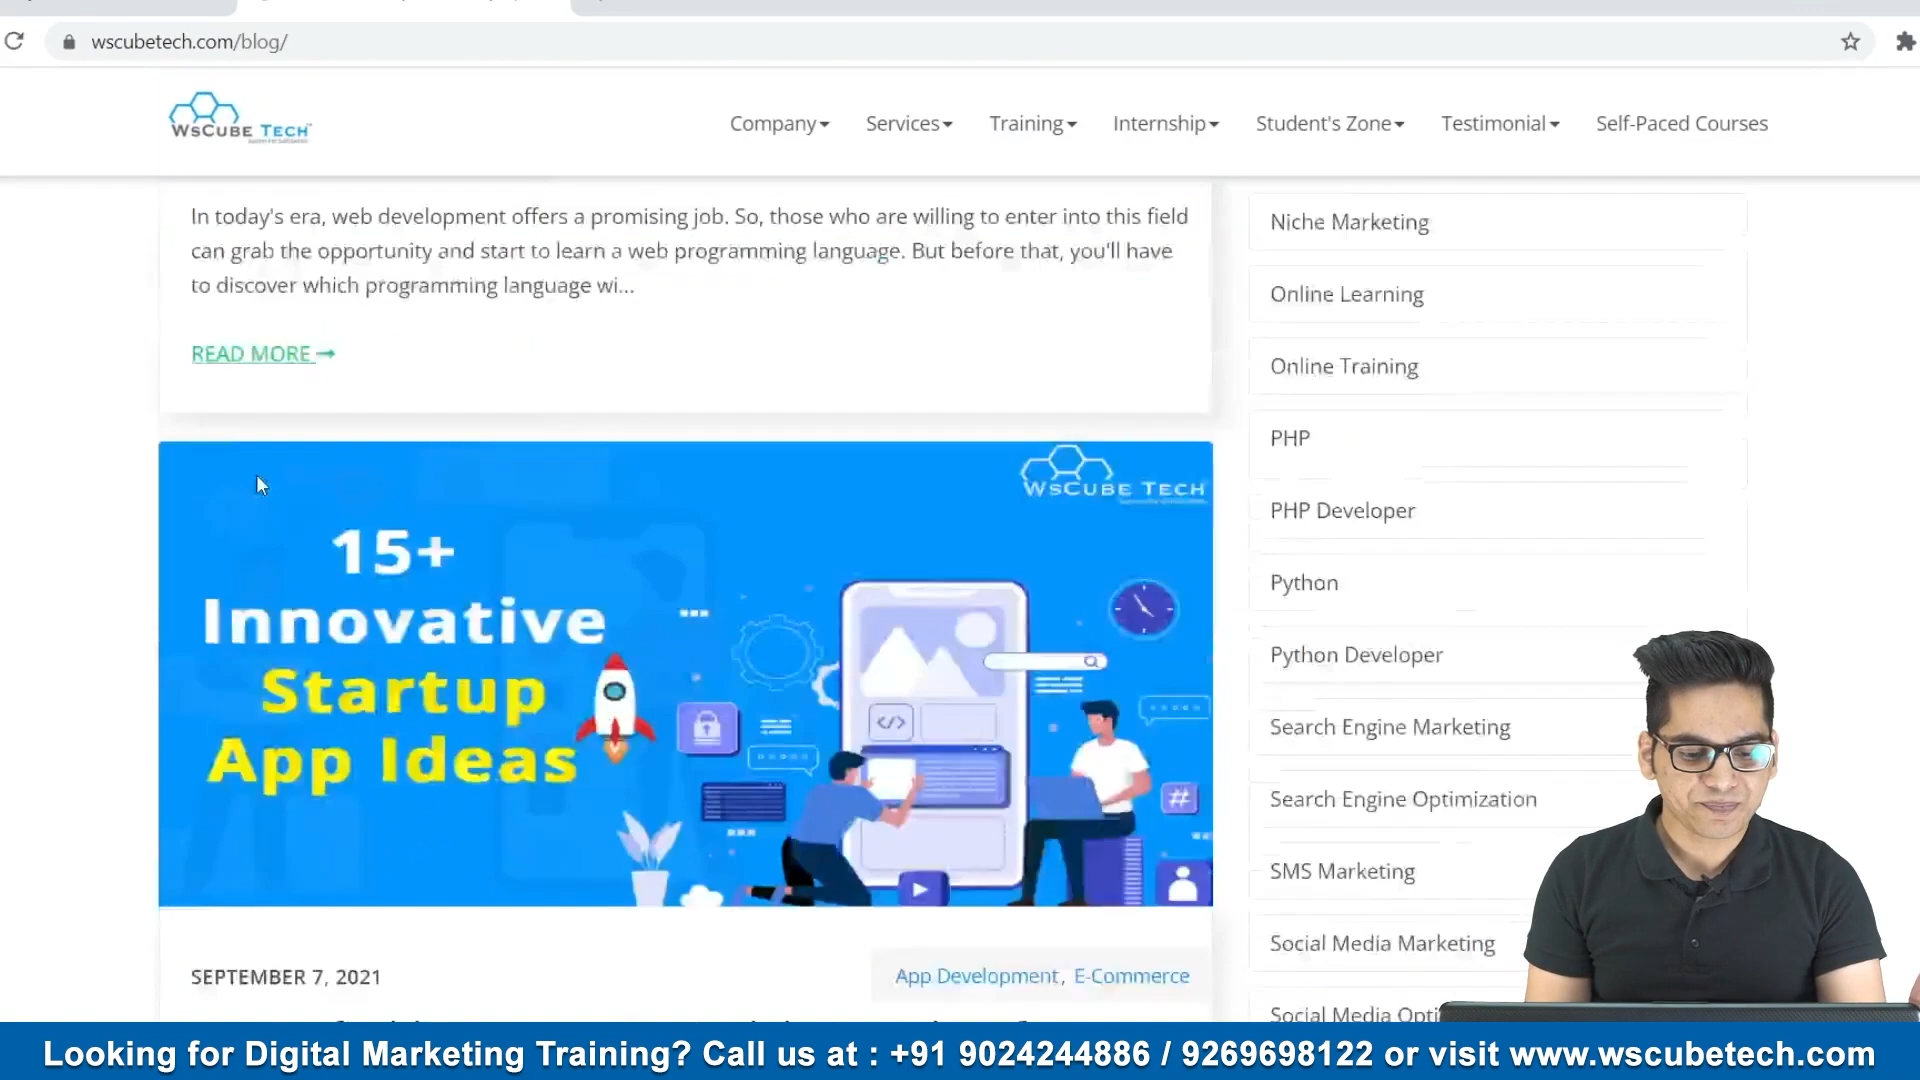 wscubetech.com/blog/
WsCube Tech
Company
Services
Training
Internship
Student's Zone
Testimonial
Self-Paced Courses
In today's era, web development offers a promising job. So, those who are willing to enter into this field
can grab the opportunity and start to learn a web programming language. But before that, you'll have
to discover which programming language wi...
READ MORE
WsCube Tech
15+
Innovative
Startup
App Ideas
SEPTEMBER 7, 2021
App Development, E-Commerce
Niche Marketing
Online Learning
Online Training
PHP
PHP Developer
Python
Python Developer
Search Engine Marketing
Search Engine Optimization
SMS Marketing
Social Media Marketing
Social Media
Looking for Digital Marketing Training? Call us at : +91 9024244886 / 9269698122 or visit www.wscubetech.com